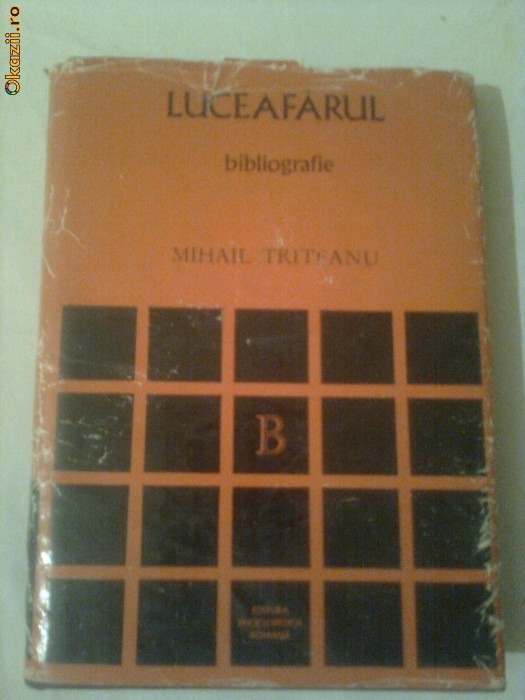 Okazii.ro
LUCEAFĂRUL
bibliografie
MIHAIL TRITEANU
B
EDITURA
ENCICLOPEDICĂ
ROMÂNĂ